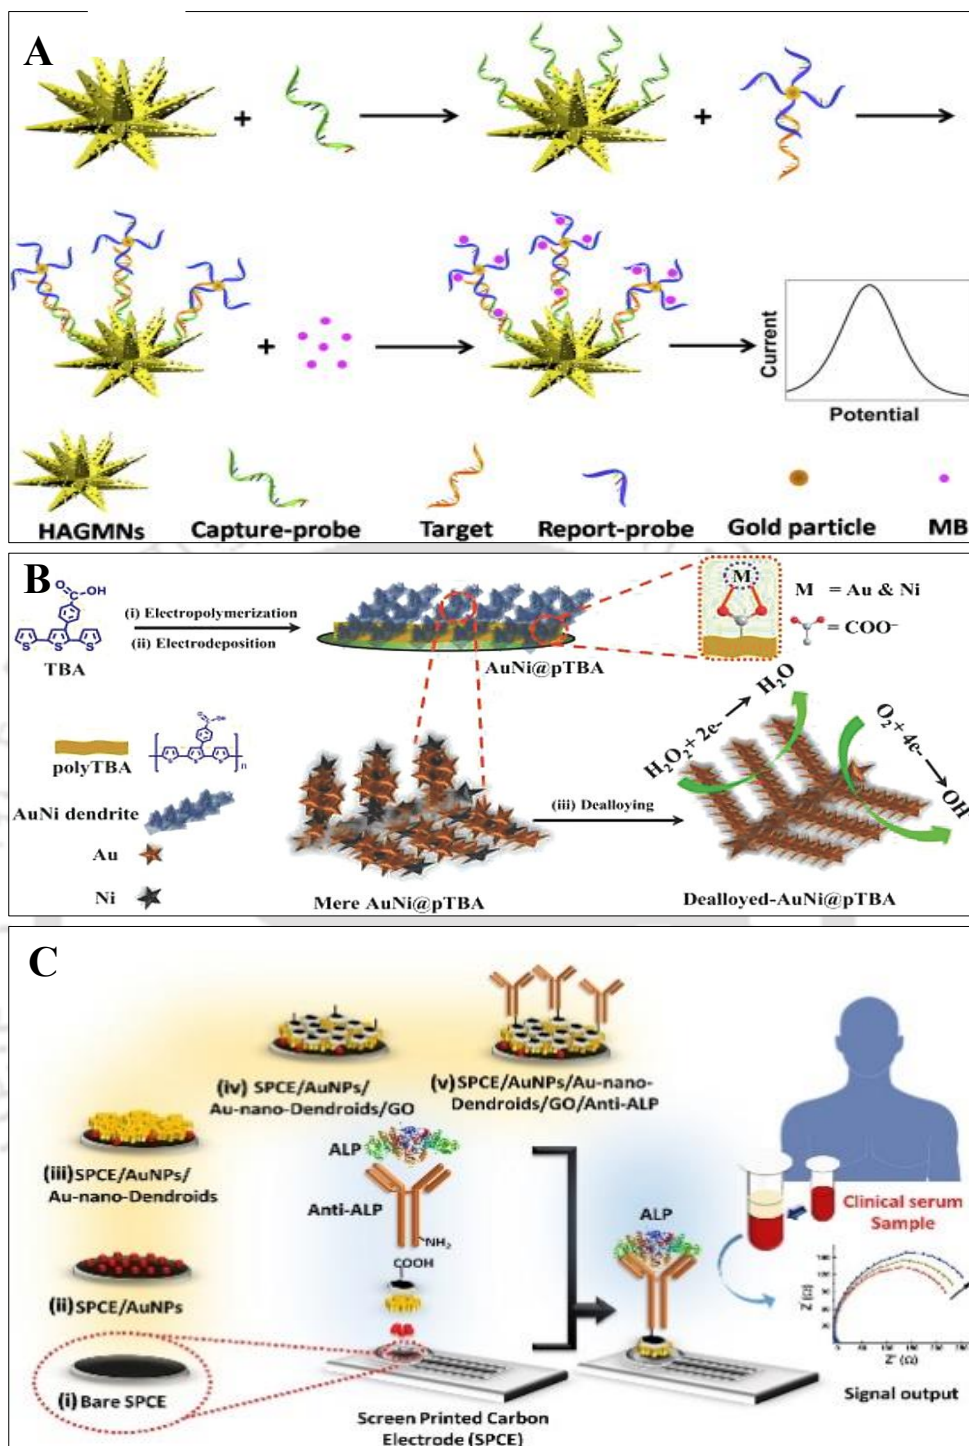 A
+
+
+
Current
Potential
HAGMNs
Capture-probe
Target
Report-probe
Gold particle
MB
B
O
OH
S
S
S
TBA
(i) Electropolymerization
(ii) Electrodeposition
AuNi@pTBA
M
M = Au & Ni
= COO⁻
polyTBA
n
AuNi dendrite
Au
Ni
Mere AuNi@pTBA
(iii) Dealloying
H₂O₂ + 2e-
H₂O
O₂ + 4e-
OH
Dealloyed-AuNi@pTBA
C
(iv) SPCE/AuNPs/
Au-nano-Dendroids/GO
(v) SPCE/AuNPs/Au-nano-
Dendroids/GO/Anti-ALP
(iii) SPCE/AuNPs/
Au-nano-Dendroids
(ii) SPCE/AuNPs
(i) Bare SPCE
ALP
Anti-ALP
NH₂
COOH
Screen Printed Carbon
Electrode (SPCE)
ALP
Clinical serum
Sample
Z' (Ω)
Z" (Ω)
Signal output